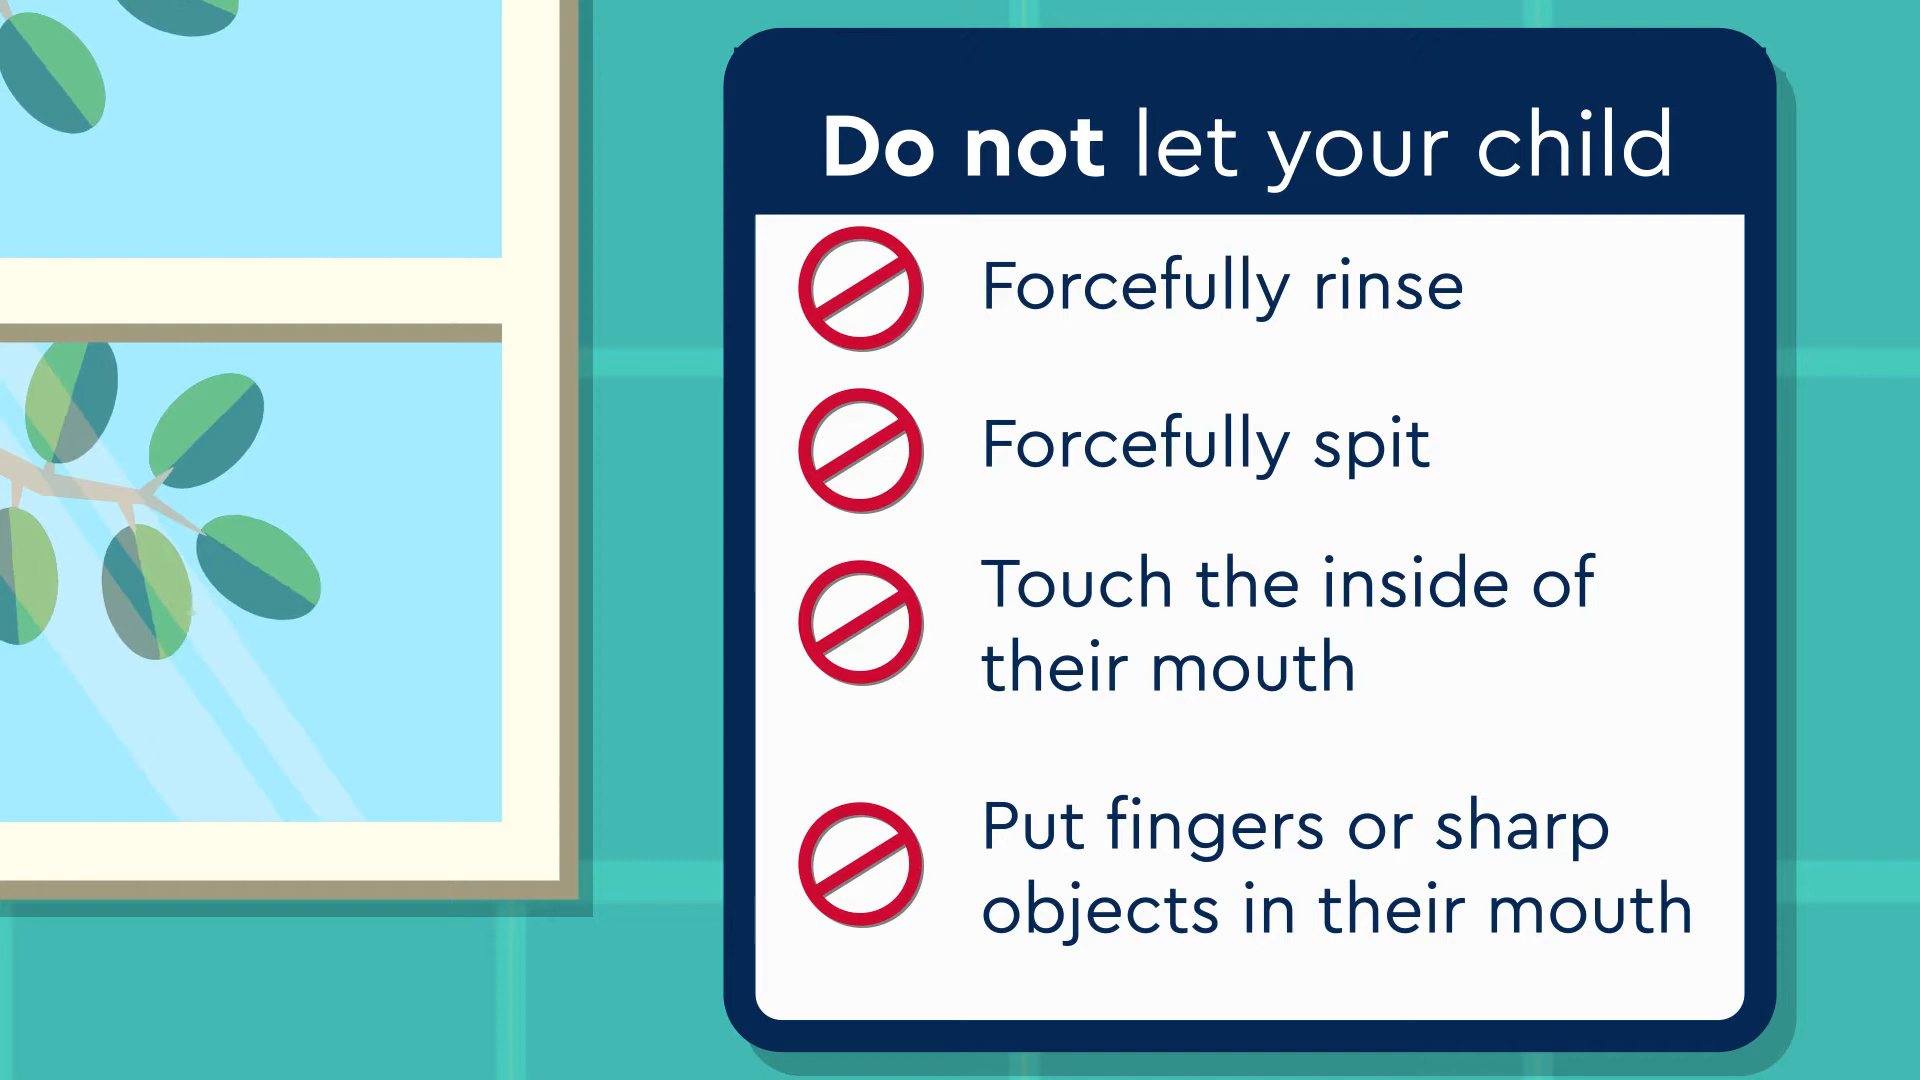 Do not let your child
Forcefully rinse
Forcefully spit
Touch the inside of
their mouth
Put fingers or sharp
objects in their mouth